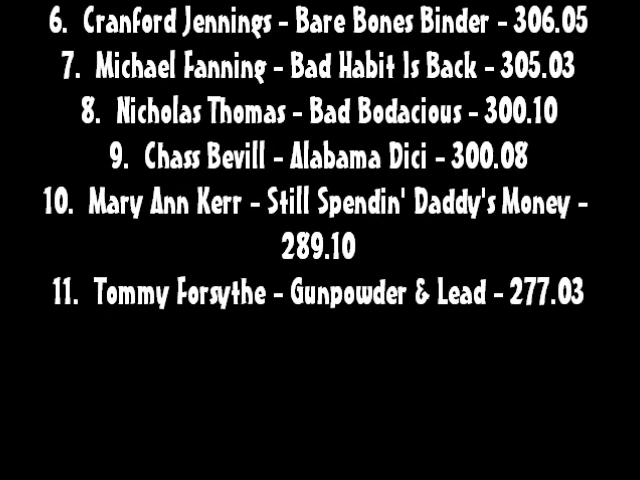 6. Cranford Jennings - Bare Bones Binder - 306.05
7. Michael Fanning - Bad Habit Is Back - 305.03
8. Nicholas Thomas - Bad Bodacious - 300.10
9. Chass Bevill - Alabama Dici - 300.08
10. Mary Ann Kerr - Still Spendin' Daddy's Money -
289.10
11. Tommy Forsythe - Gunpowder & Lead - 277.03